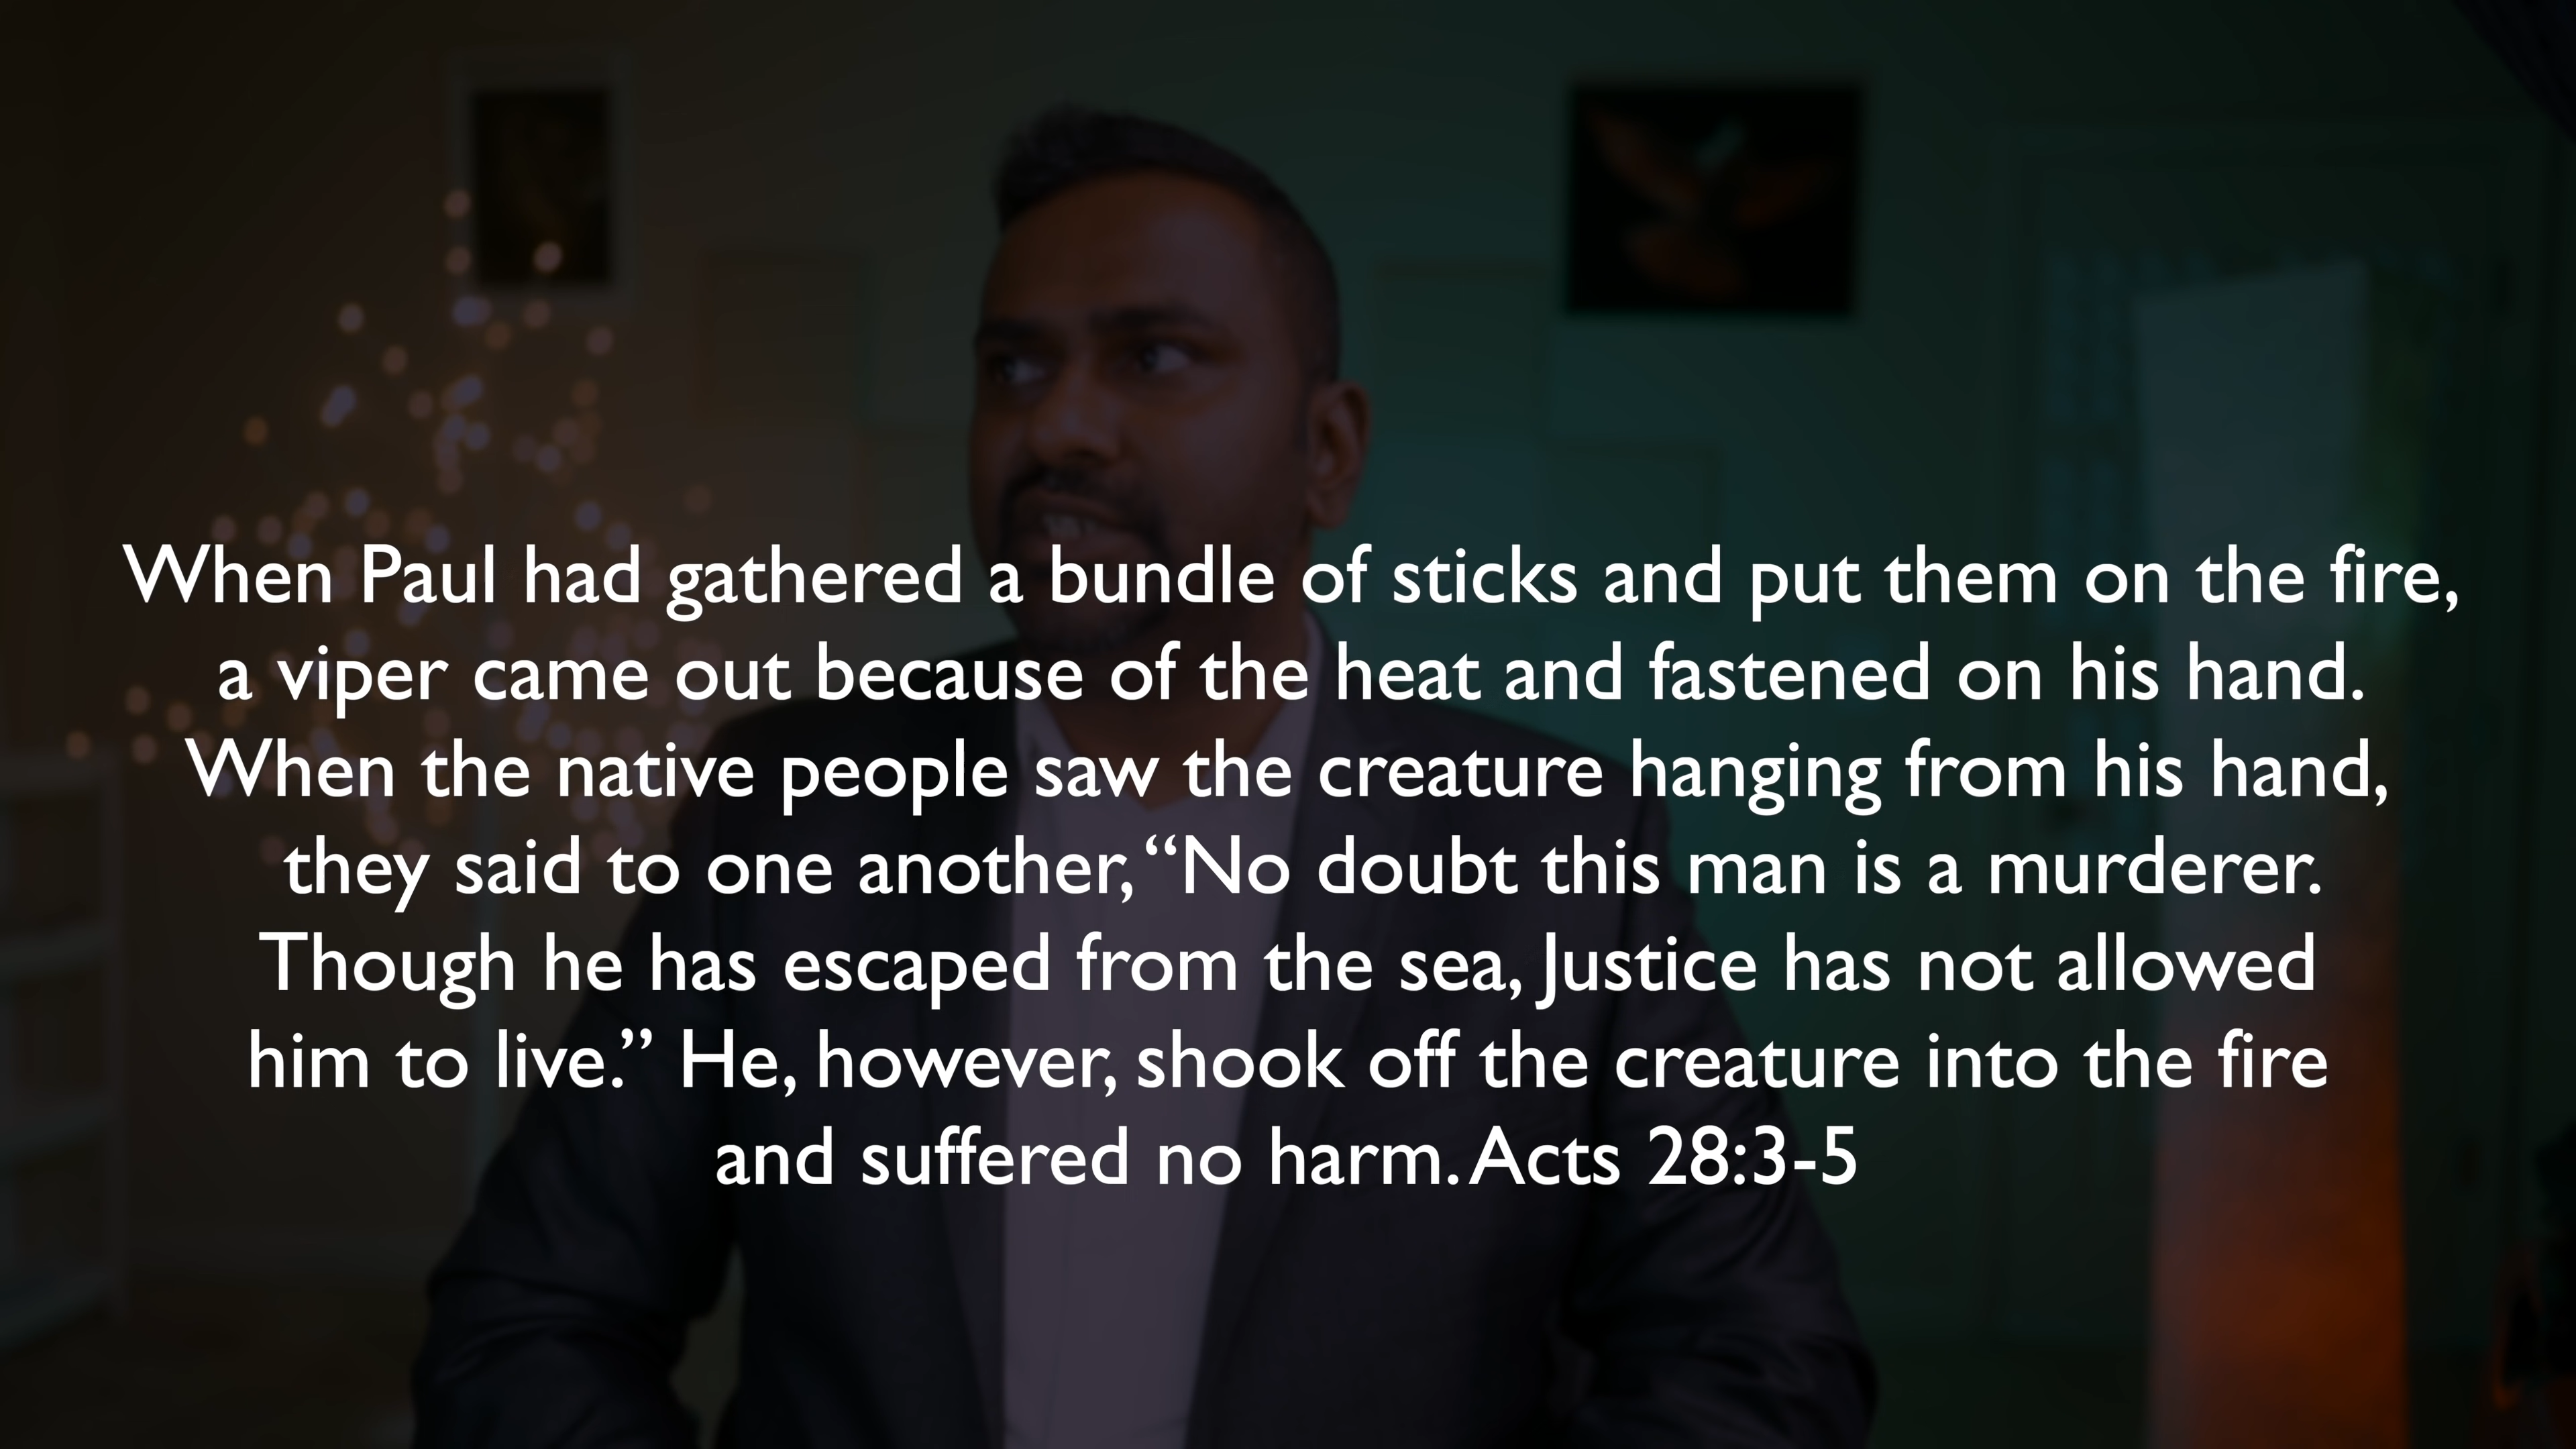 When Paul had gathered a bundle of sticks and put them on the fire,
a viper came out because of the heat and fastened on his hand.
When the native people saw the creature hanging from his hand,
they said to one another, “No doubt this man is a murderer.
Though he has escaped from the sea, Justice has not allowed
him to live.” He, however, shook off the creature into the fire
and suffered no harm. Acts 28:3-5